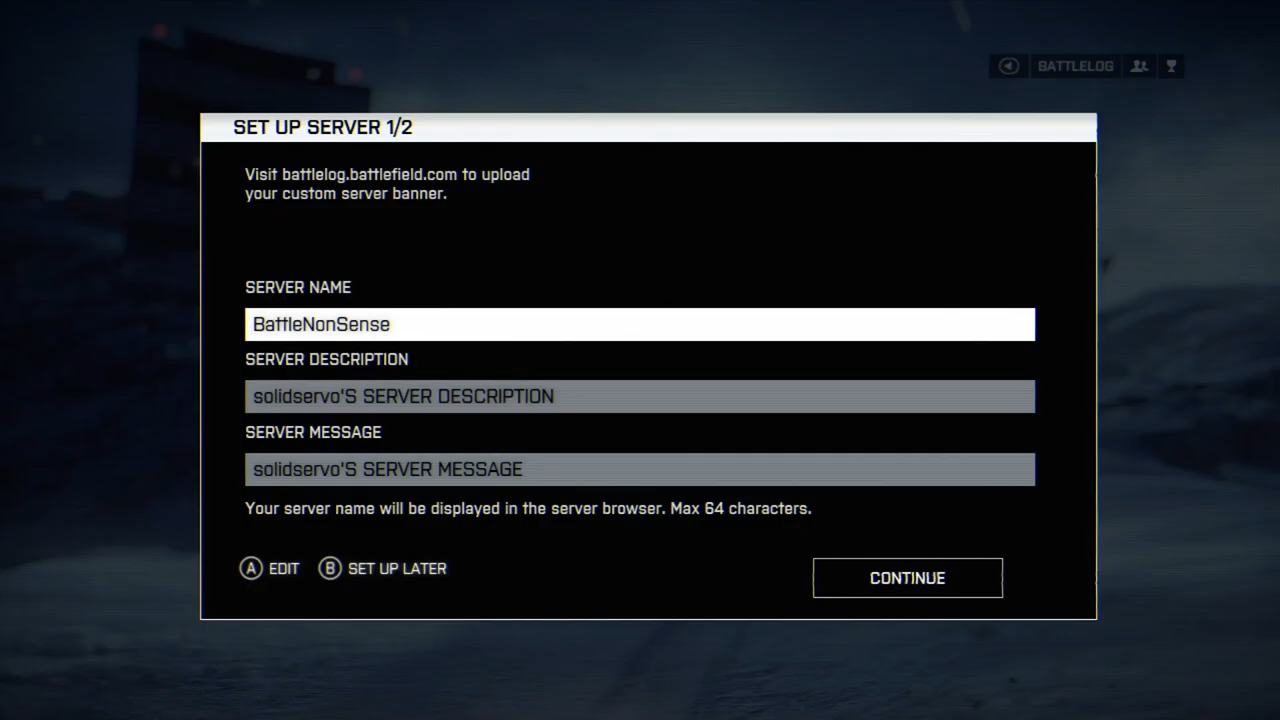 BATTLELOG
SET UP SERVER 1/2
Visit battlelog.battlefield.com to upload
your custom server banner.
SERVER NAME
BattleNonSense
SERVER DESCRIPTION
solidservo'S SERVER DESCRIPTION
SERVER MESSAGE
solidservo'S SERVER MESSAGE
Your server name will be displayed in the server browser. Max 64 characters.
A EDIT B SET UP LATER
CONTINUE